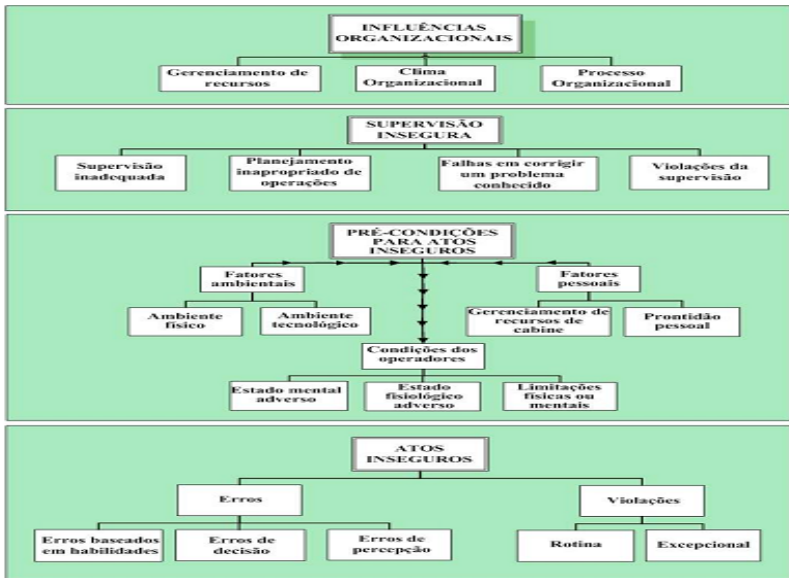 INFLUÊNCIAS
ORGANIZACIONAIS
Gerenciamento de
recursos
Clima
Organizacional
Processo
Organizacional
SUPERVISÃO
INSEGURA
Supervisão
inadequada
Planejamento
inapropriado de
operações
Falhas em corrigir
um problema
conhecido
Violações da
supervisão
PRÉ-CONDIÇÕES
PARA ATOS
INSEGUROS
Fatores
ambientais
Fatores
pessoais
Ambiente
físico
Ambiente
tecnológico
Gerenciamento de
recursos de
cabine
Prontidão
pessoal
Condições dos
operadores
Estado mental
adverso
Estado
fisiológico
adverso
Limitações
físicas ou
mentais
ATOS
INSEGUROS
Erros
Violações
Erros baseados
em habilidades
Erros de
decisão
Erros de
percepção
Rotina
Excepcional